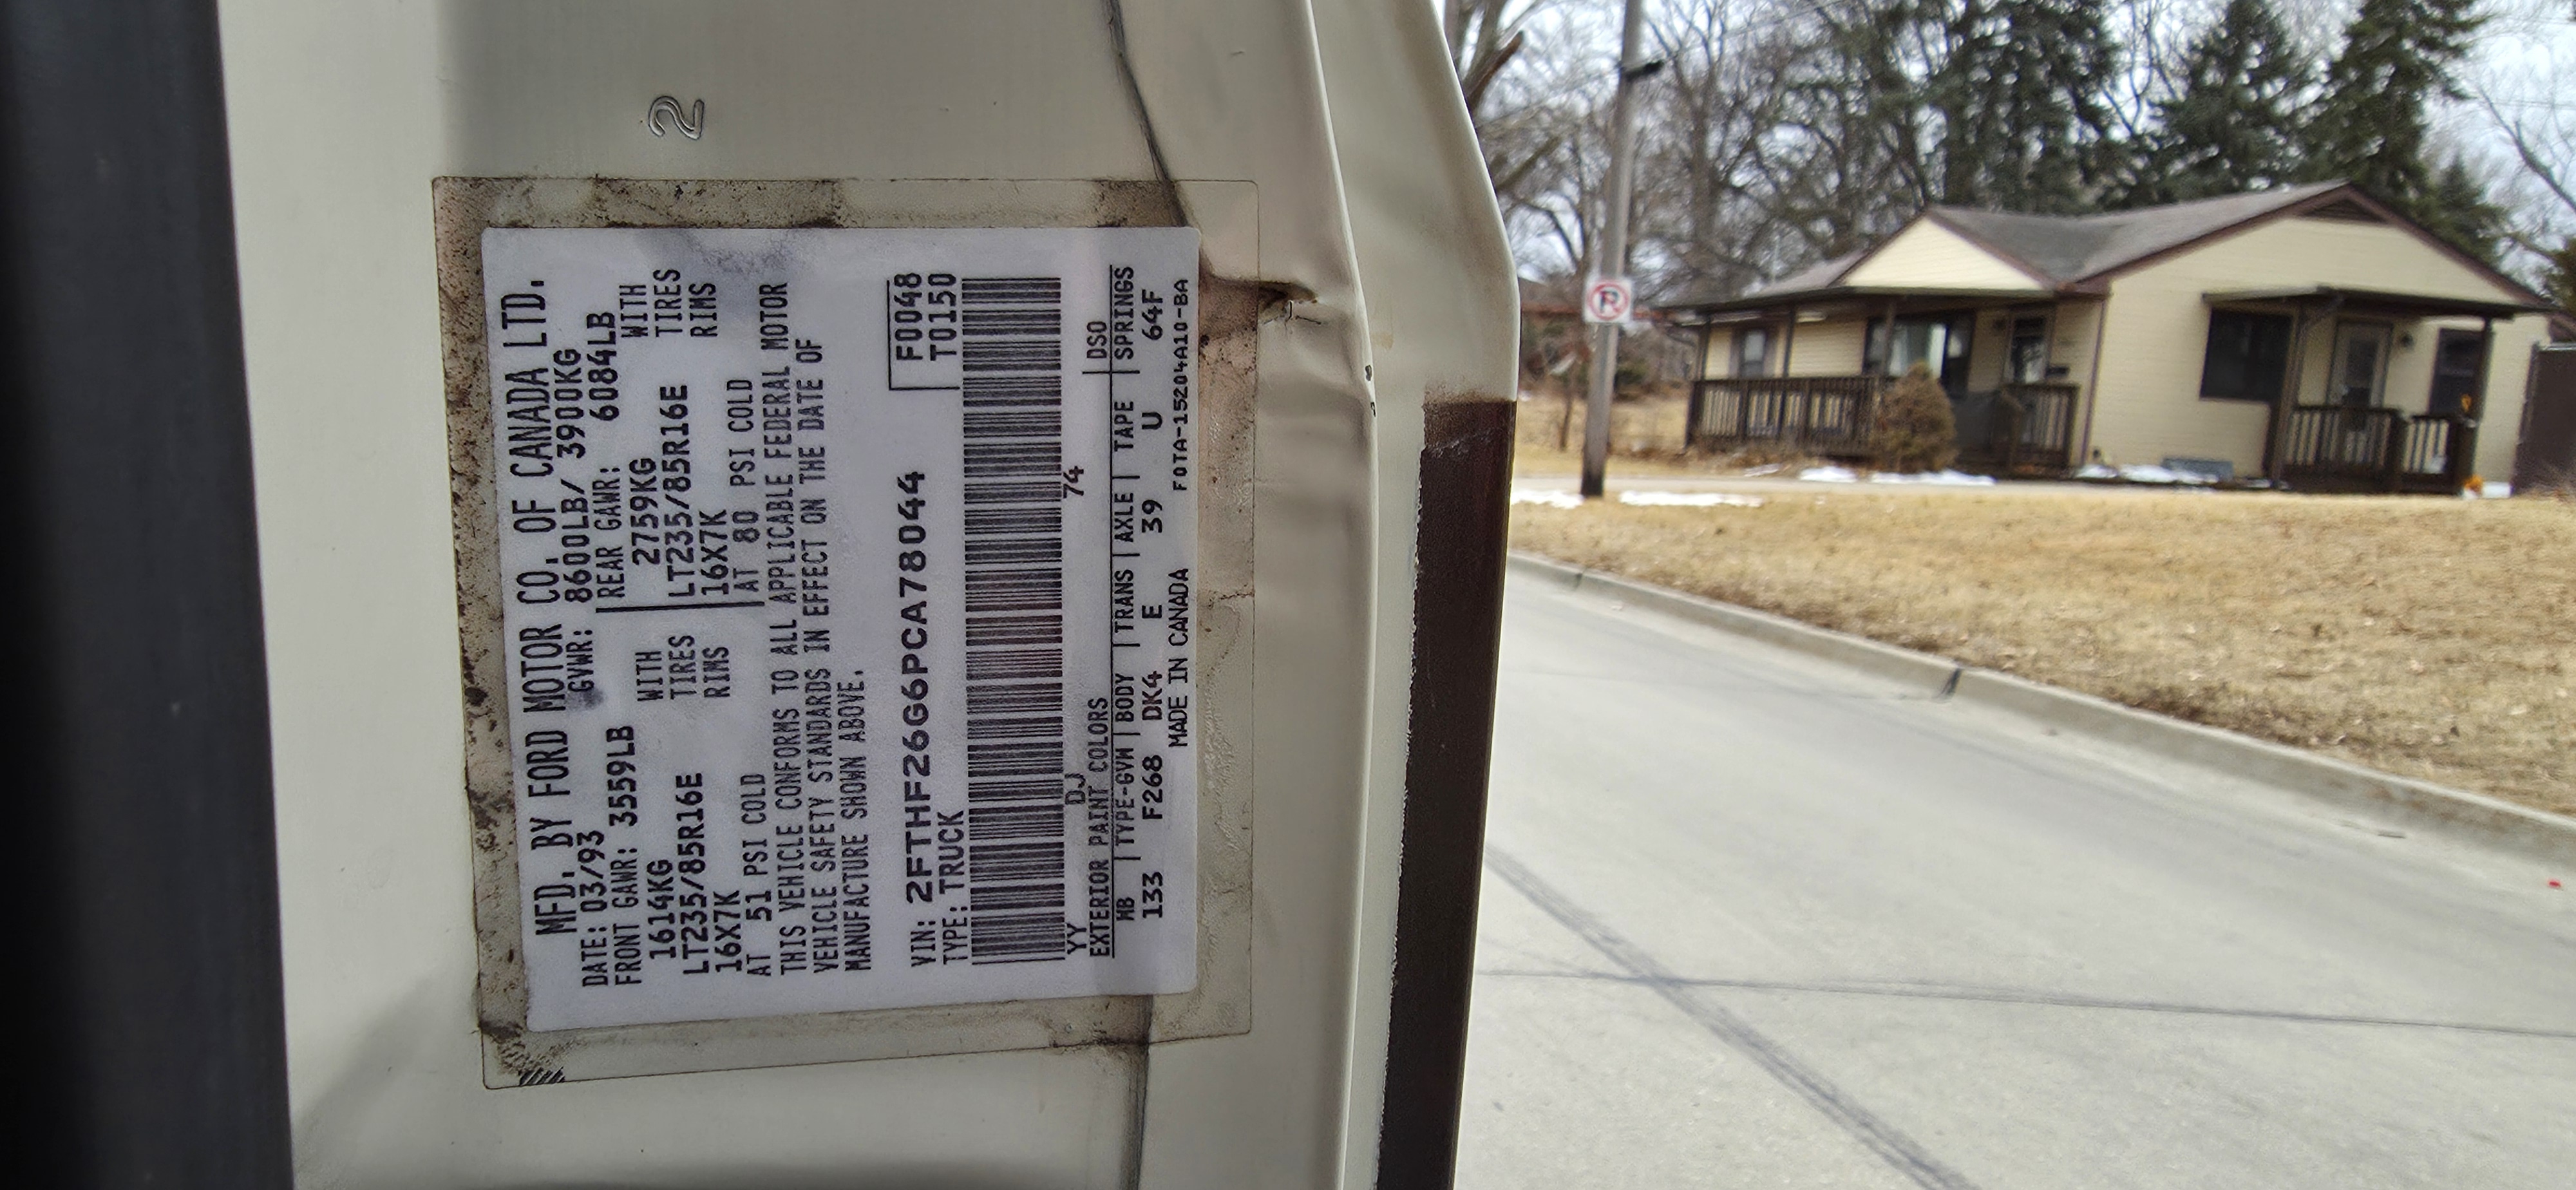 2
MFD. BY FORD MOTOR CO. OF CANADA LTD.
DATE: 03/93 GVWR: 8600LB/ 3900KG
FRONT GAWR: 3559LB REAR GAWR: 6084LB
1614KG WITH 2759KG WITH
LT235/85R16E TIRES LT235/85R16E TIRES
16X7K RIMS 16X7K RIMS
AT 51 PSI COLD AT 80 PSI COLD
THIS VEHICLE CONFORMS TO ALL APPLICABLE FEDERAL MOTOR
VEHICLE SAFETY STANDARDS IN EFFECT ON THE DATE OF
MANUFACTURE SHOWN ABOVE.
VIN: 2FTHF26G6PCA78044 F0048
TYPE: TRUCK T0150
YY DJ 74
EXTERIOR PAINT COLORS DSO
WB TYPE-GVW BODY TRANS AXLE TAPE SPRINGS
133 F268 DK4 E 39 U 64F
MADE IN CANADA F0TA-15204A10-BA
P